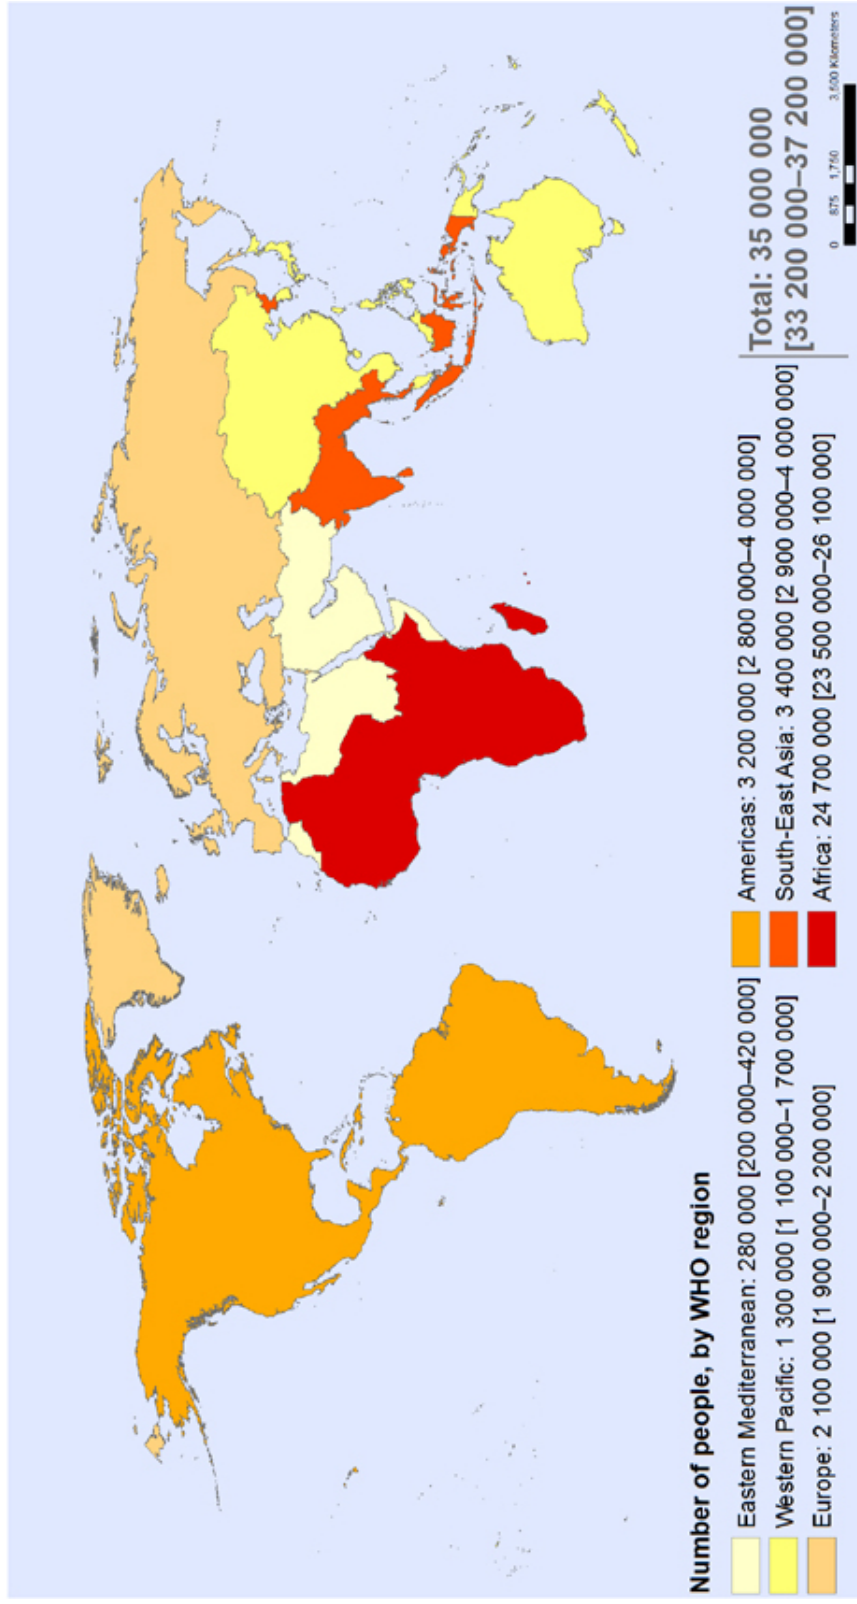 Number of people, by WHO region
Eastern Mediterranean: 280 000 [200 000–420 000]
Western Pacific: 1 300 000 [1 100 000–1 700 000]
Europe: 2 100 000 [1 900 000–2 200 000]
Americas: 3 200 000 [2 800 000–4 000 000]
South-East Asia: 3 400 000 [2 900 000–4 000 000]
Africa: 24 700 000 [23 500 000–26 100 000]
Total: 35 000 000
[33 200 000–37 200 000]
0 875 1,750 3,500 Kilometers